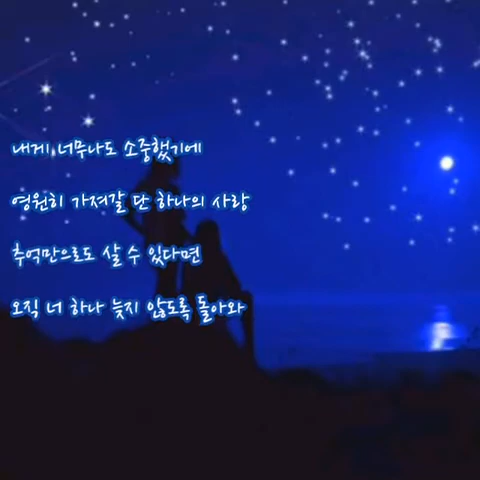 내게 너무나도 소중했기에
영원히 가져갈 단 하나의 사랑
추억만으로도 살 수 있다면
오직 너 하나 늦지 않도록 돌아와